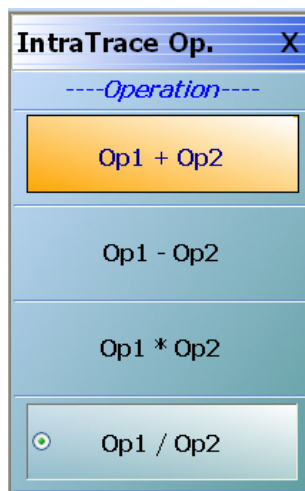 IntraTrace Op. X
----Operation----
Op1 + Op2
Op1 - Op2
Op1 * Op2
Op1 / Op2